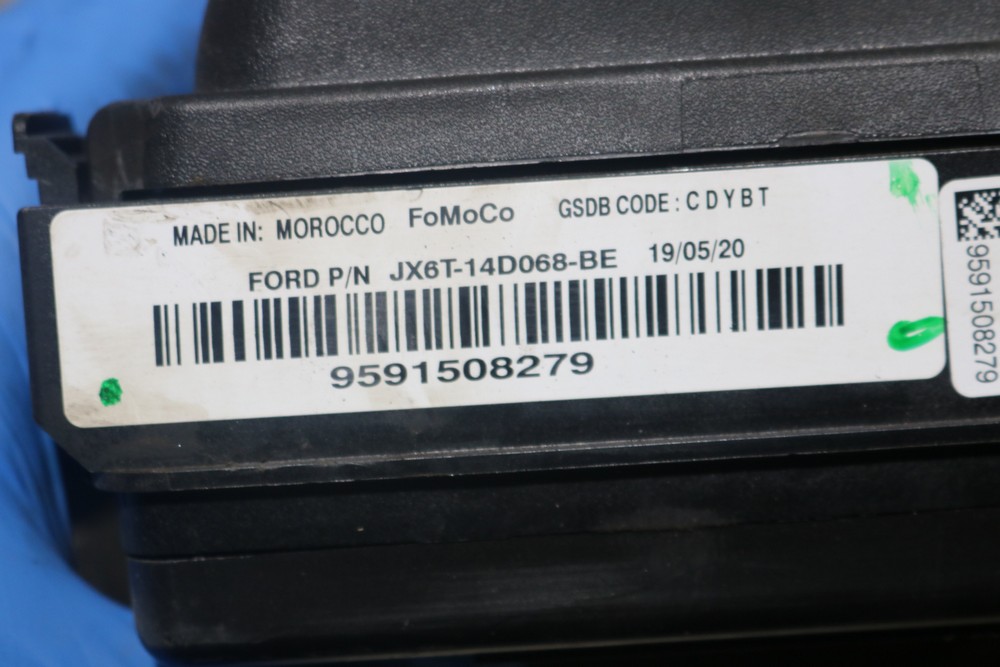 MADE IN: MOROCCO FoMoCo GSDB CODE : C D Y B T
FORD P/N JX6T-14D068-BE 19/05/20
9591508279
9591508279